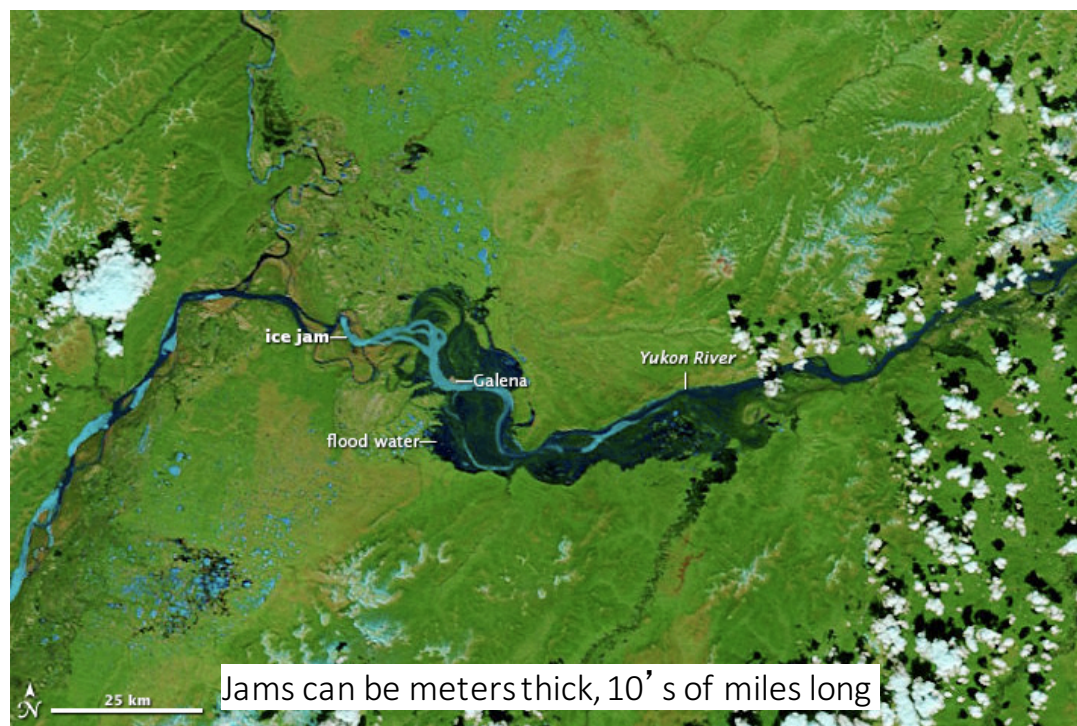 ice jam
Yukon River
Galena
flood water
N
25 km
Jams can be meters thick, 10’s of miles long